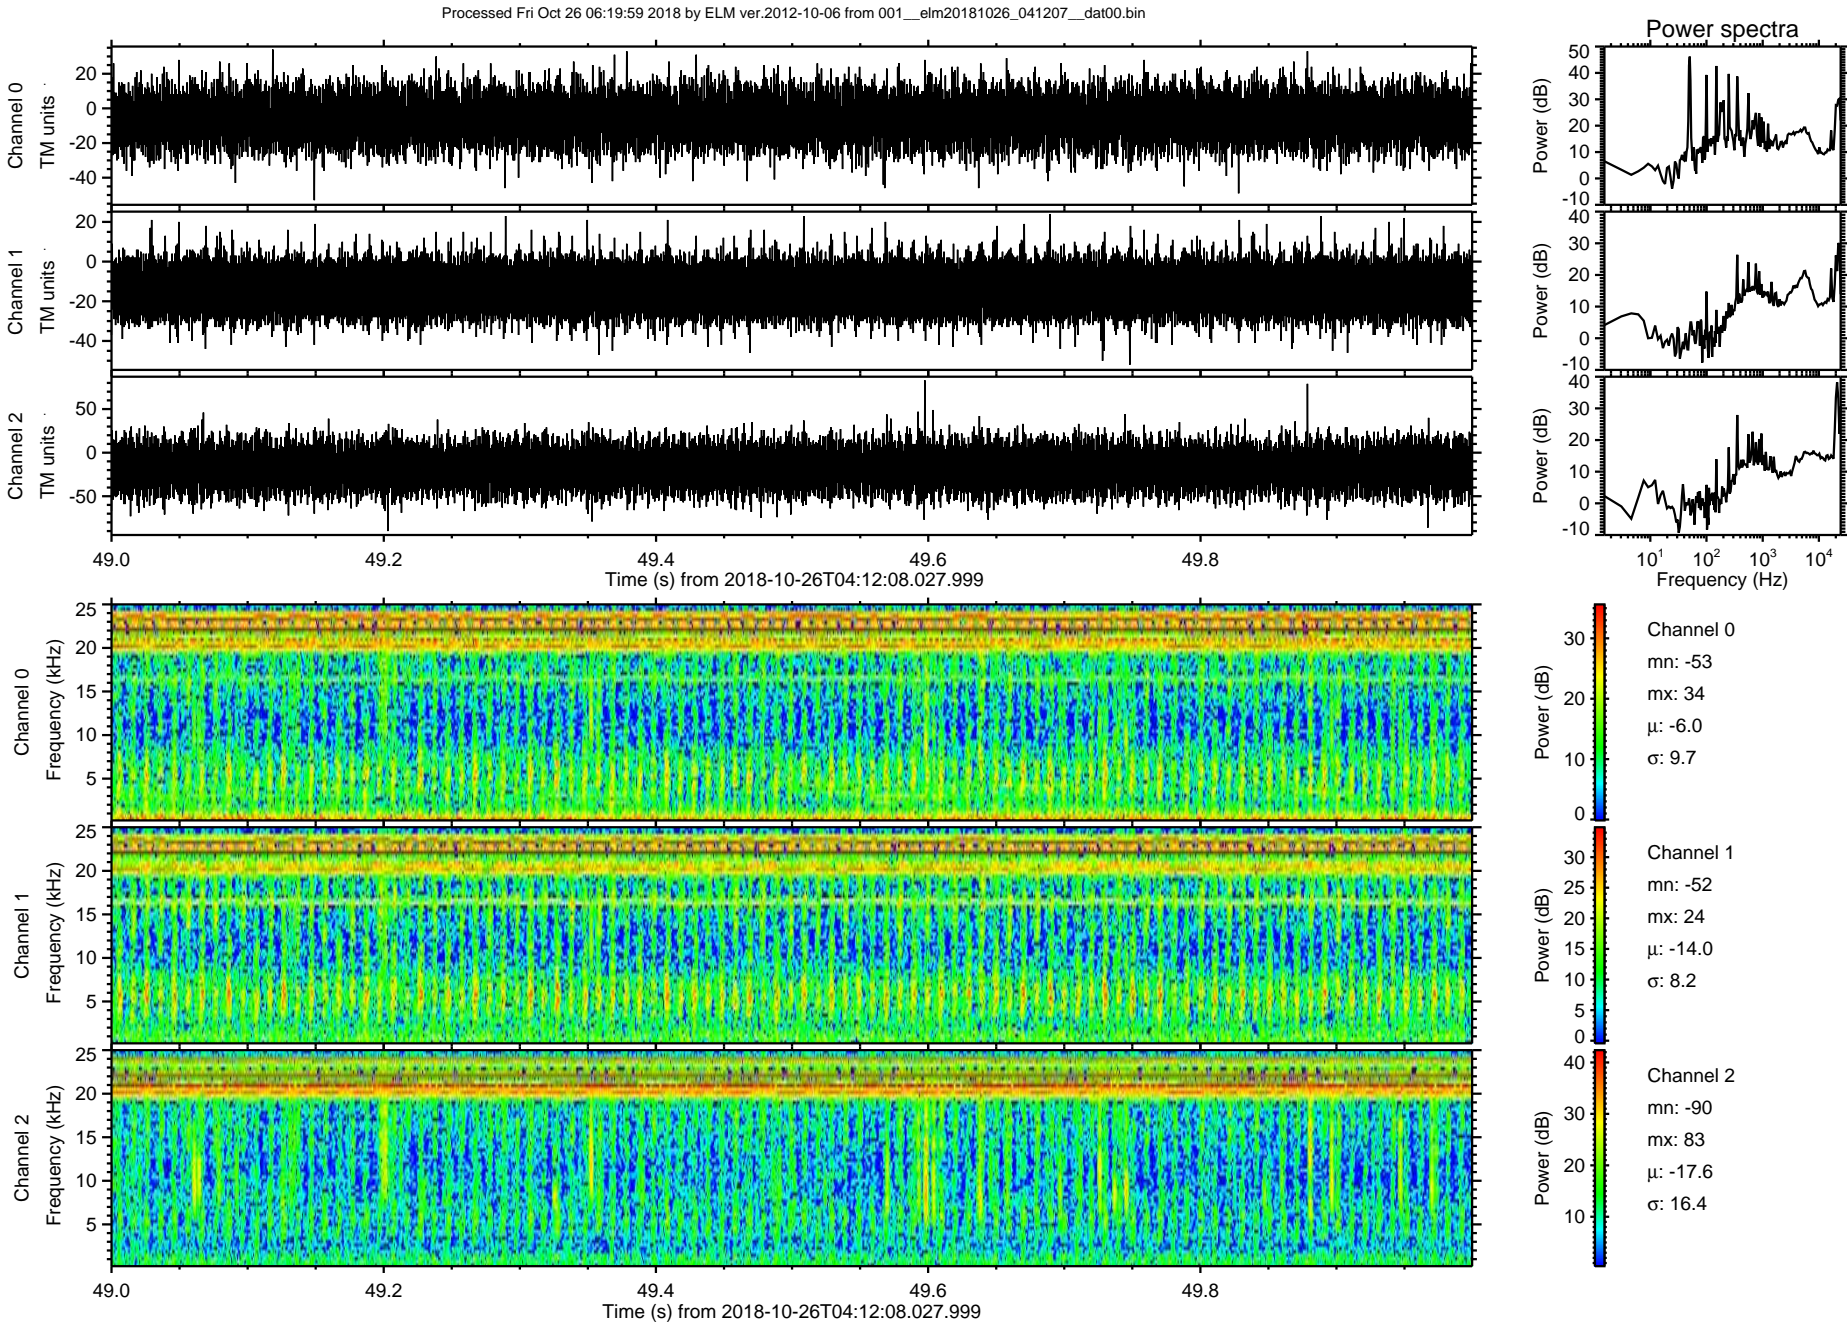 Processed Fri Oct 26 06:19:59 2018 by ELM ver.2012-10-06 from 001__elm20181026_041207__dat00.bin
Power spectra
Channel 0
TM units
20
0
-20
-40
Power (dB)
50
40
30
20
10
0
-10
Channel 1
TM units
20
0
-20
-40
Power (dB)
40
30
20
10
0
-10
Channel 2
TM units
50
0
-50
Power (dB)
40
30
20
10
0
-10
49.0 49.2 49.4 49.6 49.8
Time (s) from 2018-10-26T04:12:08.027.999
10^1 10^2 10^3 10^4
Frequency (Hz)
Channel 0
Frequency (kHz)
25
20
15
10
5
Power (dB)
30
20
10
0
Channel 0
mn: -53
mx: 34
μ: -6.0
σ: 9.7
Channel 1
Frequency (kHz)
25
20
15
10
5
Power (dB)
30
25
20
15
10
5
0
Channel 1
mn: -52
mx: 24
μ: -14.0
σ: 8.2
Channel 2
Frequency (kHz)
25
20
15
10
5
Power (dB)
40
30
20
10
Channel 2
mn: -90
mx: 83
μ: -17.6
σ: 16.4
49.0 49.2 49.4 49.6 49.8
Time (s) from 2018-10-26T04:12:08.027.999